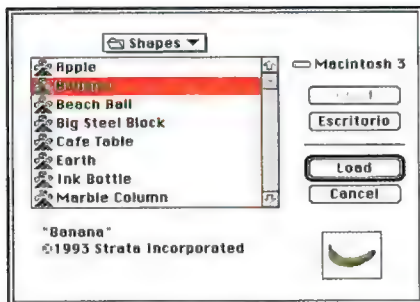 Shapes
Apple
Banana
Beach Ball
Big Steel Block
Cafe Table
Earth
Ink Bottle
Marble Column
Macintosh 3
Escritorio
Load
Cancel
"Banana"
©1993 Strata Incorporated